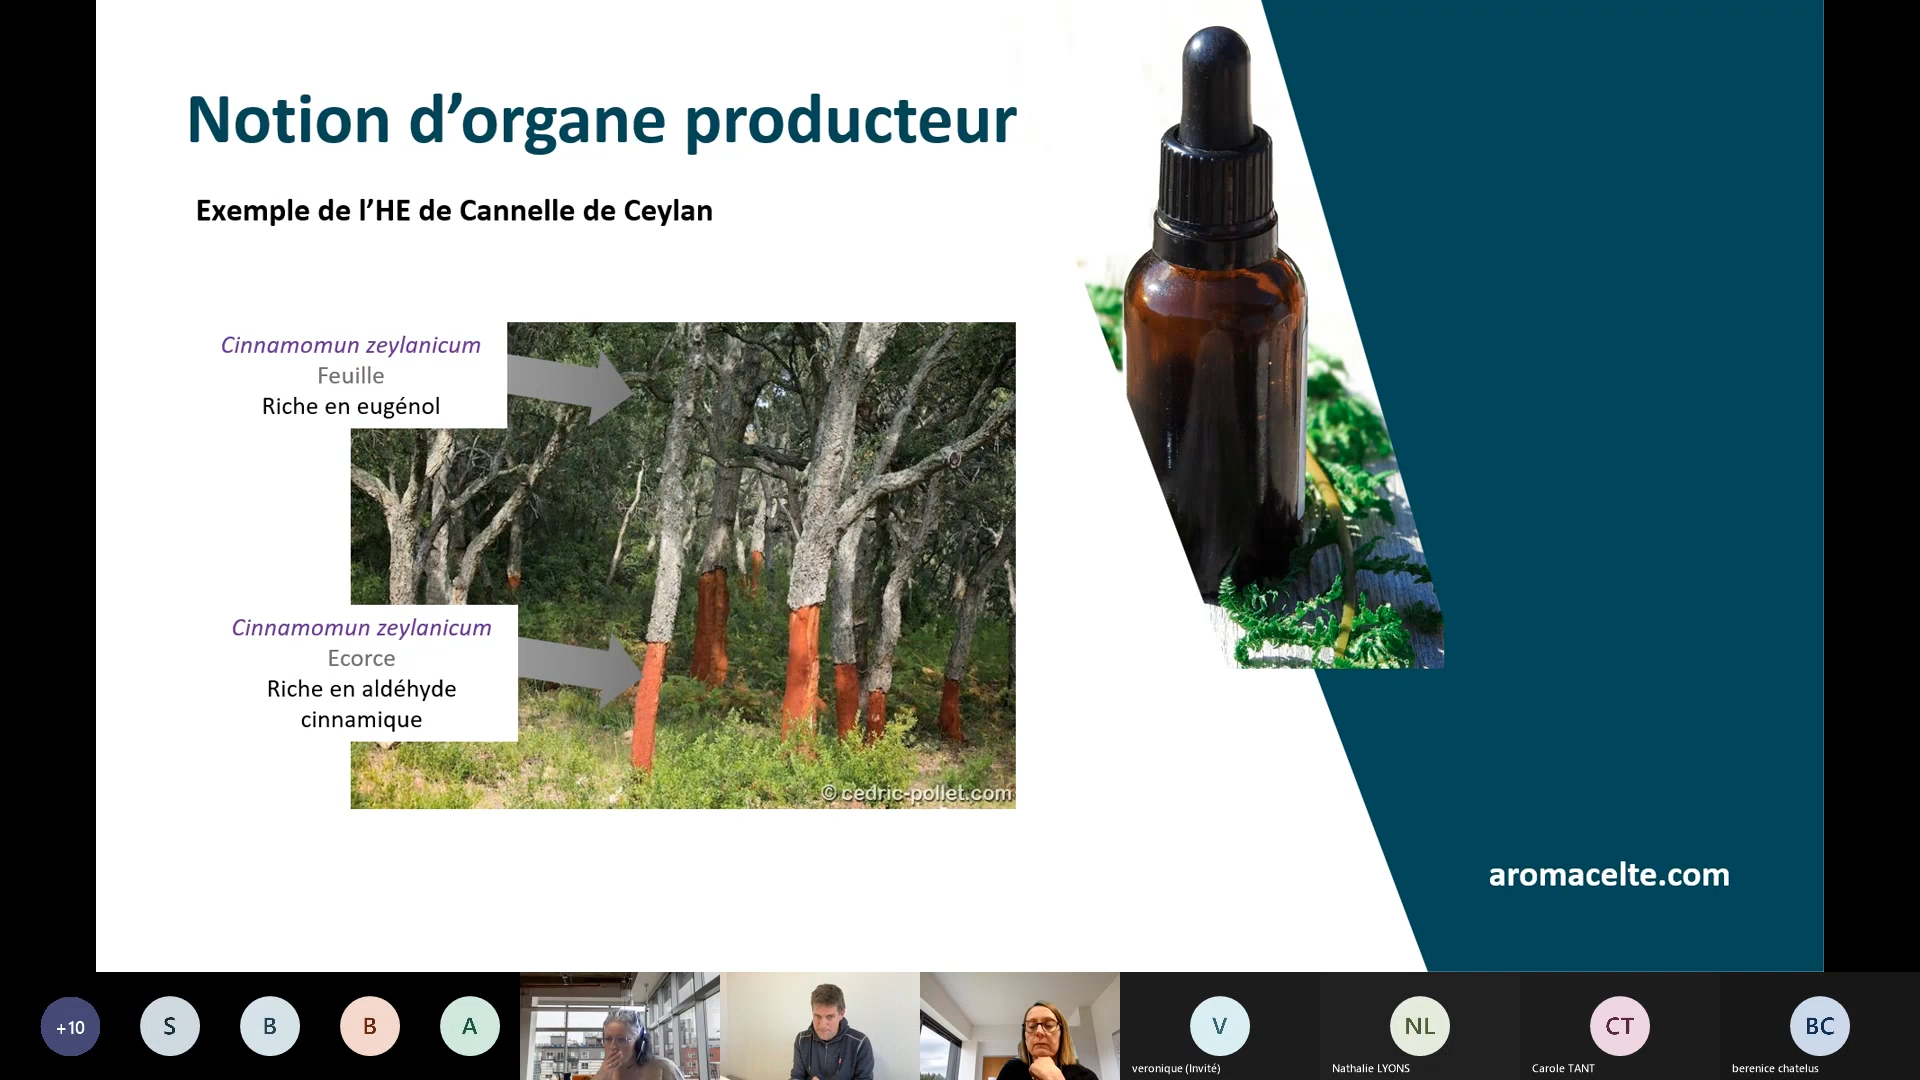 Notion d’organe producteur
Exemple de l’HE de Cannelle de Ceylan
Cinnamomun zeylanicum
Feuille
Riche en eugénol
Cinnamomun zeylanicum
Ecorce
Riche en aldéhyde
cinnamique
© cedric-pollet.com
aromacelte.com
+10
S
B
B
A
V
veronique (Invité)
NL
Nathalie LYONS
CT
Carole TANT
BC
berenice chatelus